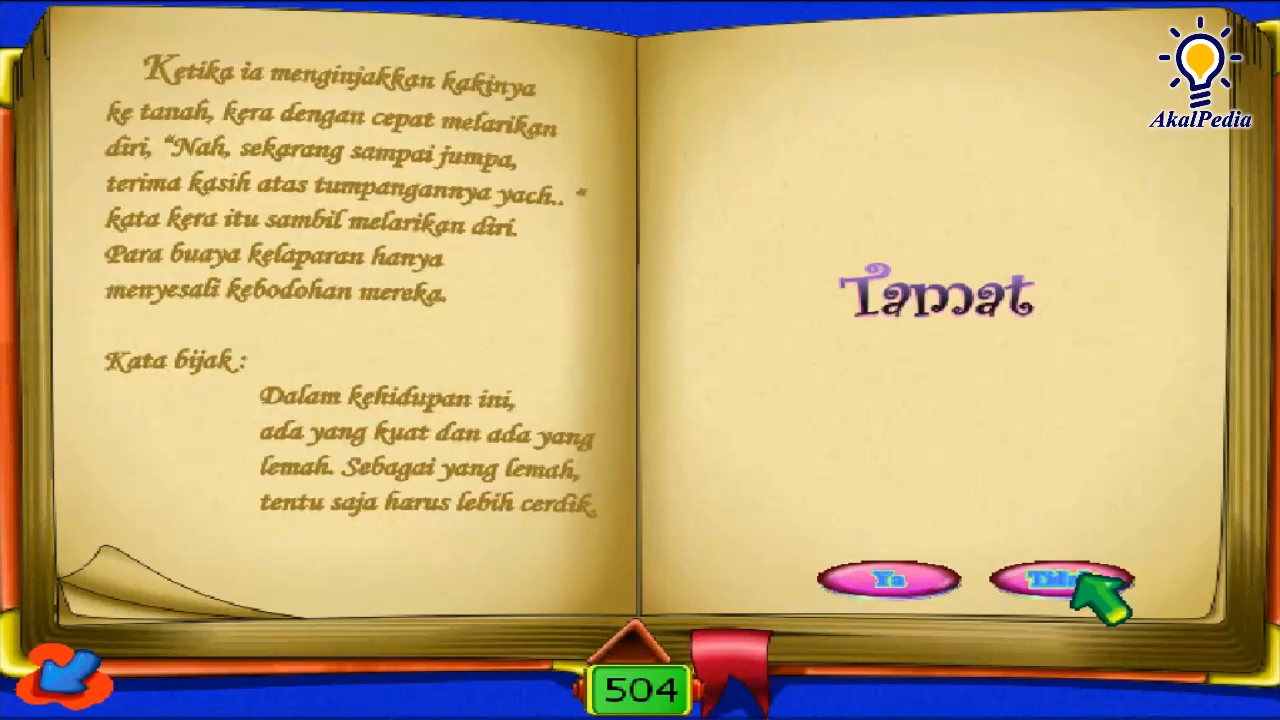 Ketika ia menginjakkan kakinya
ke tanah, kera dengan cepat melarikan
diri, "Nah, sekarang sampai jumpa,
terima kasih atas tumpangannya yach.. "
kata kera itu sambil melarikan diri.
Para buaya kelaparan hanya
menyesali kebodohan mereka.
Kata bijak :
Dalam kehidupan ini,
ada yang kuat dan ada yang
lemah. Sebagai yang lemah,
tentu saja harus lebih cerdik.
AkalPedia
Tamat
Ya
504